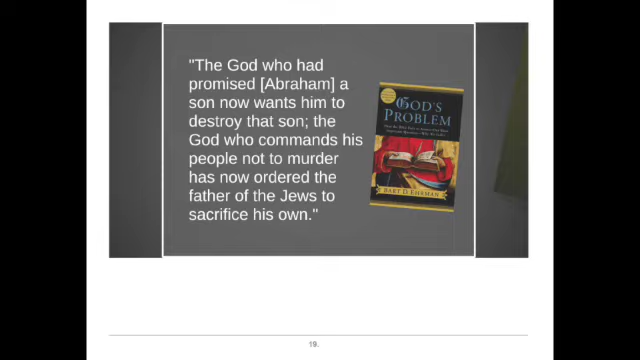 "The God who had
promised [Abraham] a
son now wants him to
destroy that son; the
God who commands his
people not to murder
has now ordered the
father of the Jews to
sacrifice his own."
GOD'S
PROBLEM
BART D. EHRMAN
19.